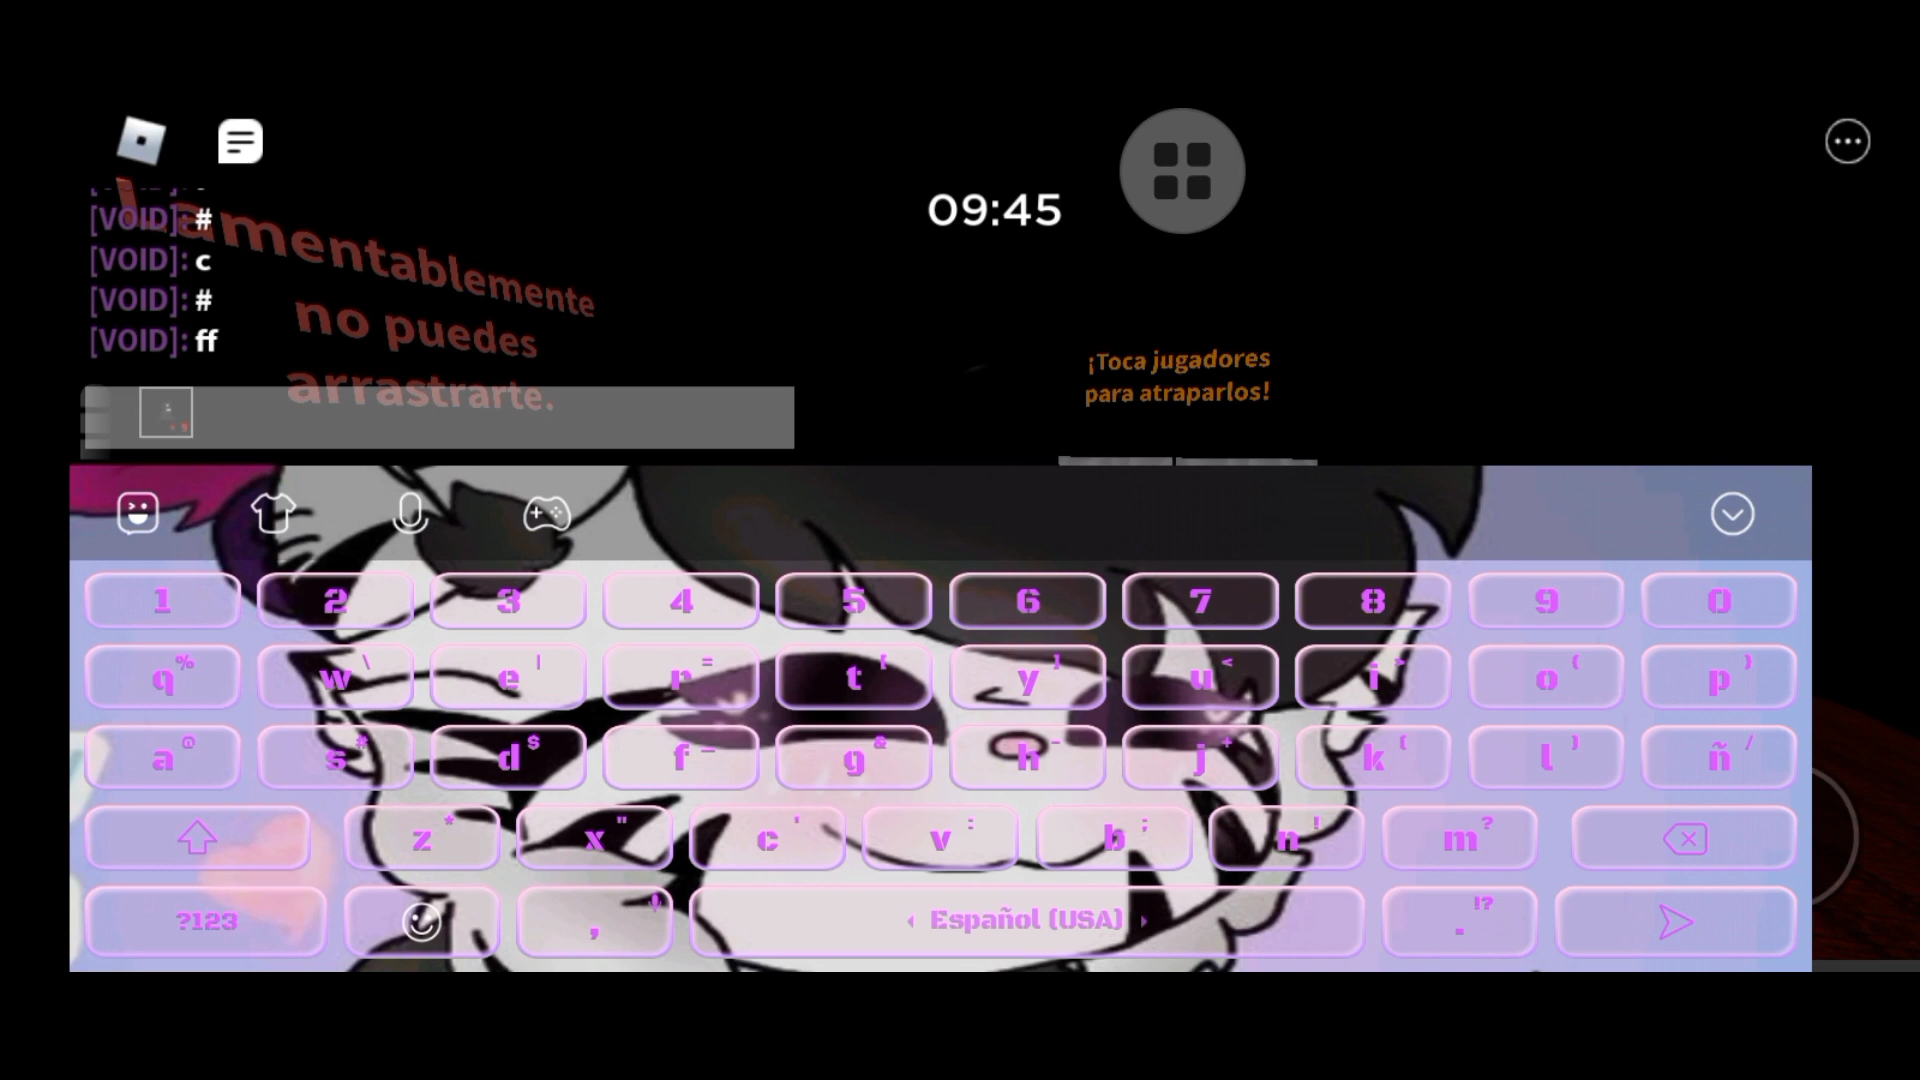 [VOID]: #
[VOID]: c
[VOID]: #
[VOID]: ff
Lamentablemente
no puedes
arrastrarte.
09:45
¡Toca jugadores
para atraparlos!
1 2 3 4 5 6 7 8 9 0
q % w \ e | r = t [ y ] u < i > o ( p )
a @ s # d $ f _ g & h - j + k ( l ) ñ /
z * x " c ' v : b ; n ! m ?
?123 , Español (USA) . !?